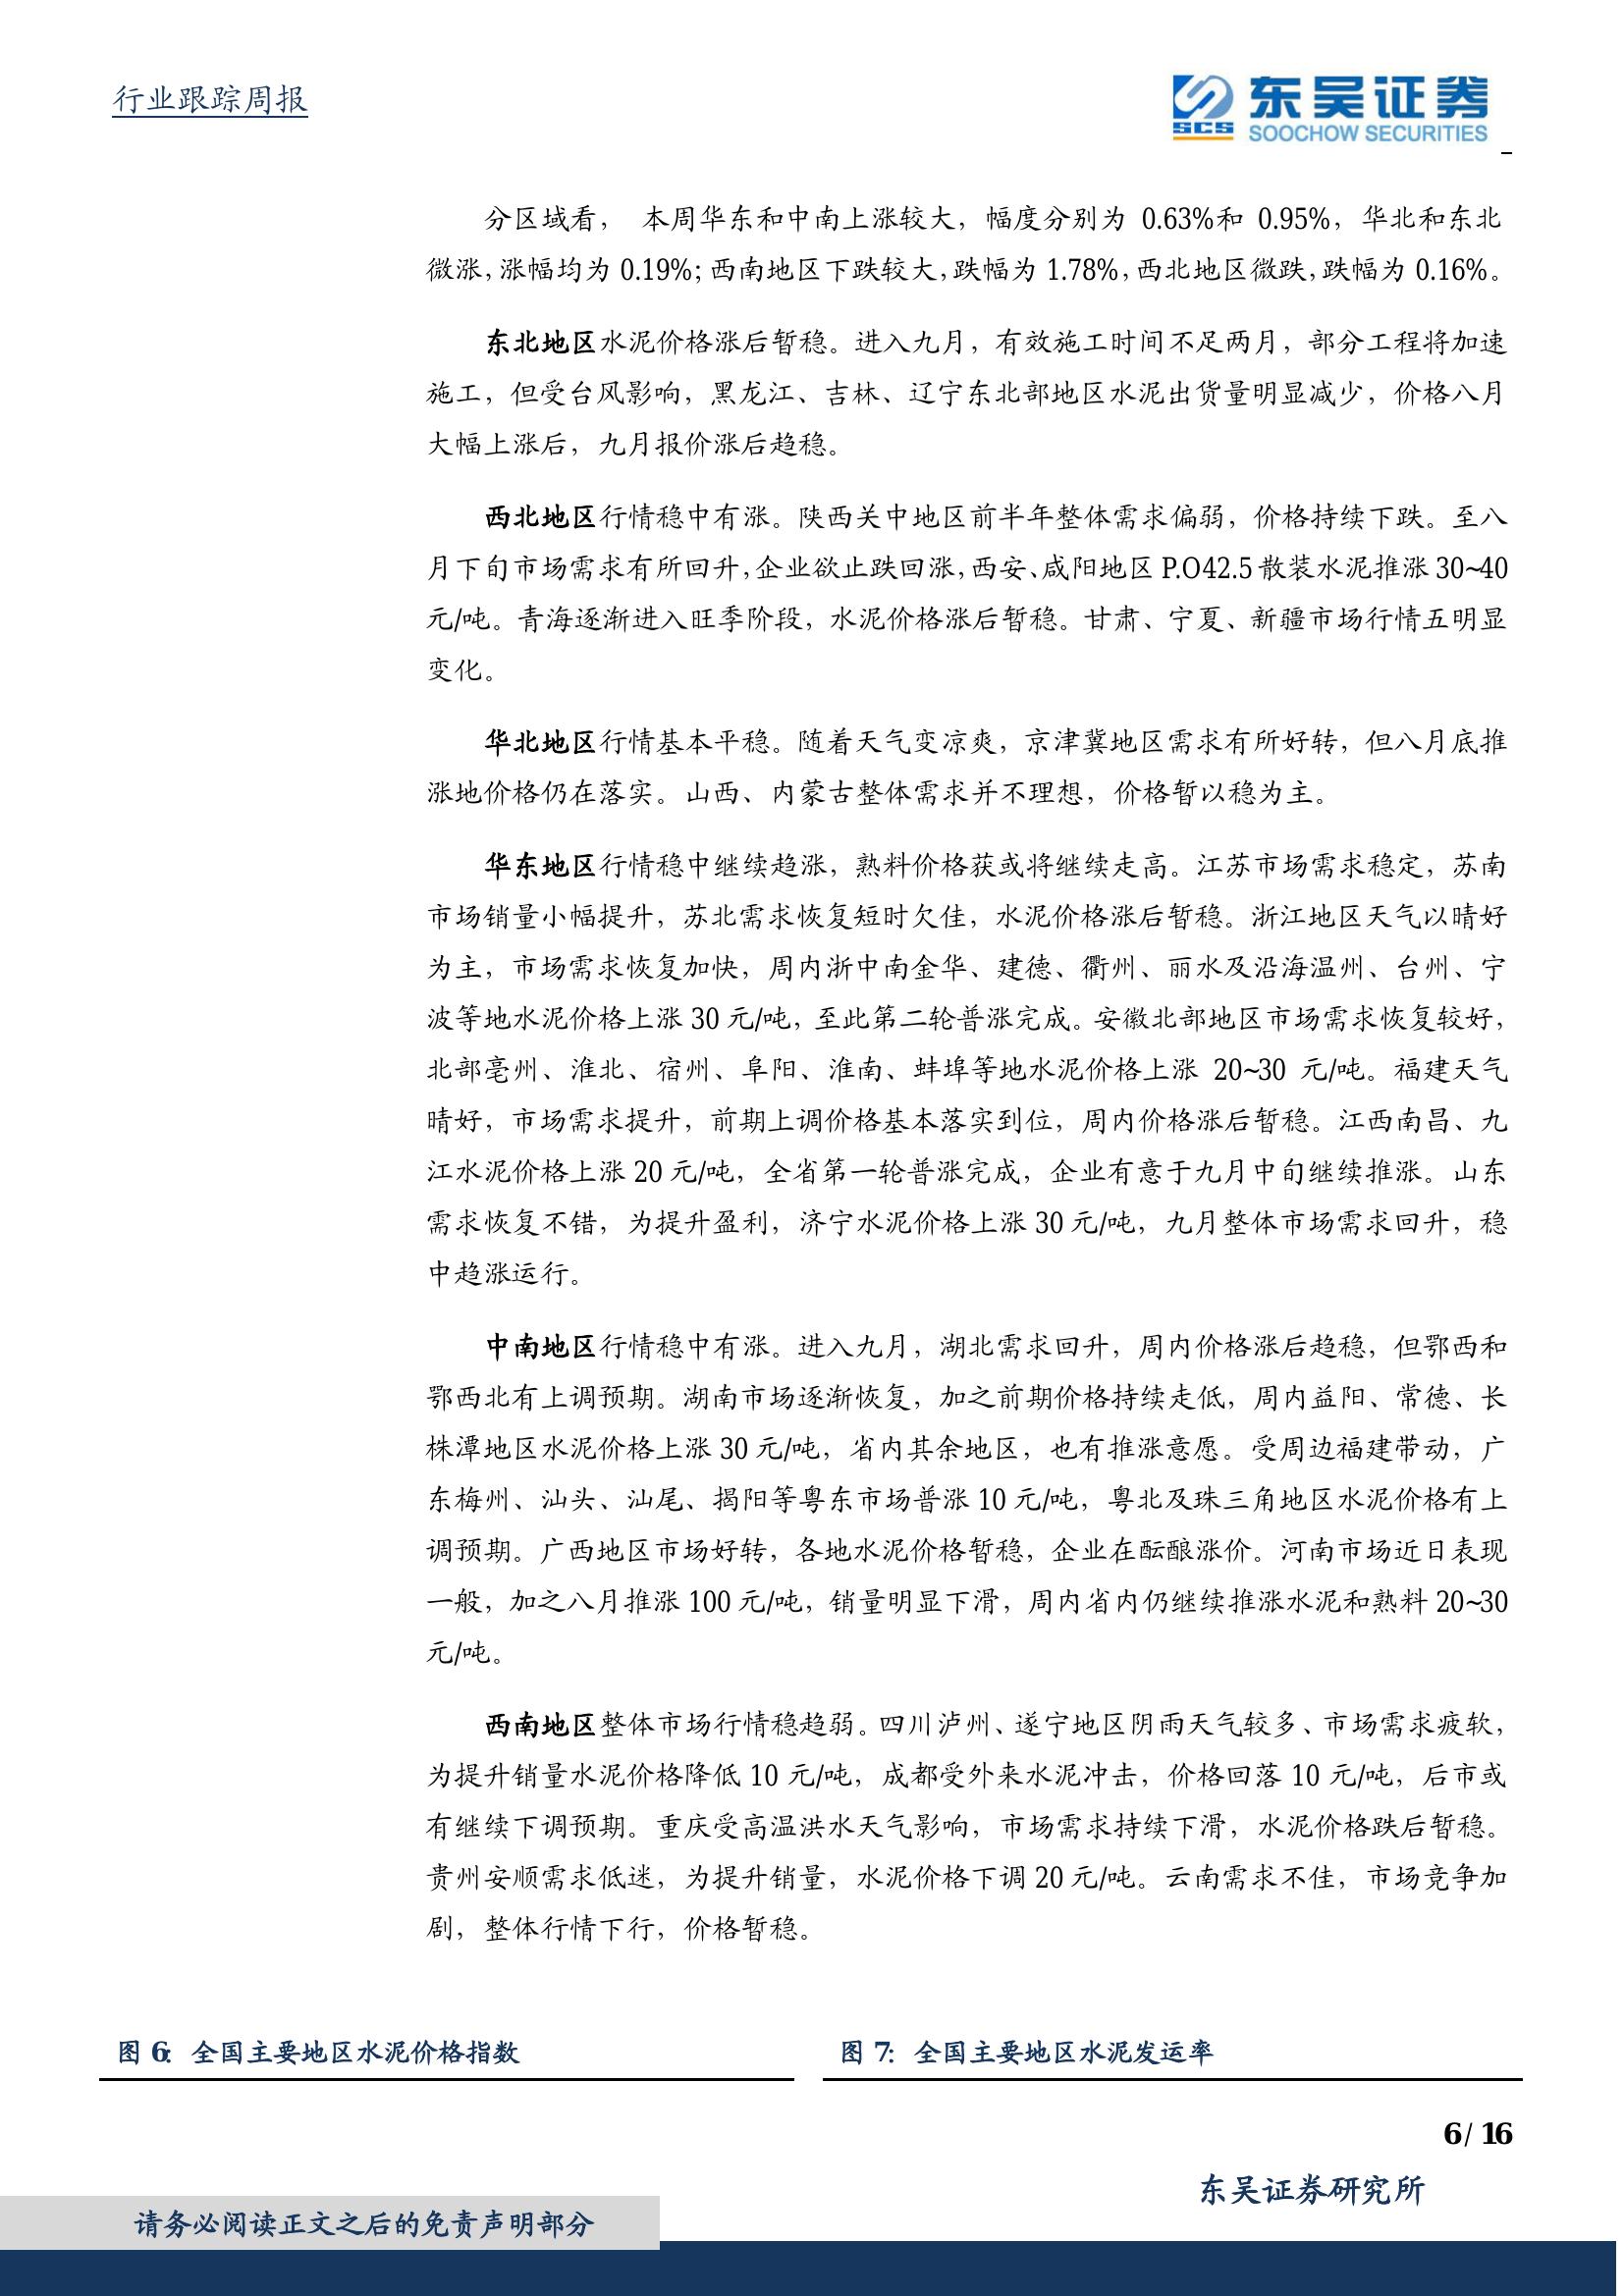 行业跟踪周报
SCS 东吴证券
SOOCHOW SECURITIES
分区域看， 本周华东和中南上涨较大，幅度分别为 0.63%和 0.95%，华北和东北
微涨，涨幅均为 0.19%；西南地区下跌较大，跌幅为 1.78%，西北地区微跌，跌幅为 0.16%。
东北地区水泥价格涨后暂稳。进入九月，有效施工时间不足两月，部分工程将加速
施工，但受台风影响，黑龙江、吉林、辽宁东北部地区水泥出货量明显减少，价格八月
大幅上涨后，九月报价涨后趋稳。
西北地区行情稳中有涨。陕西关中地区前半年整体需求偏弱，价格持续下跌。至八
月下旬市场需求有所回升，企业欲止跌回涨，西安、咸阳地区 P.O42.5 散装水泥推涨 30~40
元/吨。青海逐渐进入旺季阶段，水泥价格涨后暂稳。甘肃、宁夏、新疆市场行情五明显
变化。
华北地区行情基本平稳。随着天气变凉爽，京津冀地区需求有所好转，但八月底推
涨地价格仍在落实。山西、内蒙古整体需求并不理想，价格暂以稳为主。
华东地区行情稳中继续趋涨，熟料价格获或将继续走高。江苏市场需求稳定，苏南
市场销量小幅提升，苏北需求恢复短时欠佳，水泥价格涨后暂稳。浙江地区天气以晴好
为主，市场需求恢复加快，周内浙中南金华、建德、衢州、丽水及沿海温州、台州、宁
波等地水泥价格上涨 30 元/吨，至此第二轮普涨完成。安徽北部地区市场需求恢复较好，
北部亳州、淮北、宿州、阜阳、淮南、蚌埠等地水泥价格上涨 20~30 元/吨。福建天气
晴好，市场需求提升，前期上调价格基本落实到位，周内价格涨后暂稳。江西南昌、九
江水泥价格上涨 20 元/吨，全省第一轮普涨完成，企业有意于九月中旬继续推涨。山东
需求恢复不错，为提升盈利，济宁水泥价格上涨 30 元/吨，九月整体市场需求回升，稳
中趋涨运行。
中南地区行情稳中有涨。进入九月，湖北需求回升，周内价格涨后趋稳，但鄂西和
鄂西北有上调预期。湖南市场逐渐恢复，加之前期价格持续走低，周内益阳、常德、长
株潭地区水泥价格上涨 30 元/吨，省内其余地区，也有推涨意愿。受周边福建带动，广
东梅州、汕头、汕尾、揭阳等粤东市场普涨 10 元/吨，粤北及珠三角地区水泥价格有上
调预期。广西地区市场好转，各地水泥价格暂稳，企业在酝酿涨价。河南市场近日表现
一般，加之八月推涨 100 元/吨，销量明显下滑，周内省内仍继续推涨水泥和熟料 20~30
元/吨。
西南地区整体市场行情稳趋弱。四川泸州、遂宁地区阴雨天气较多、市场需求疲软，
为提升销量水泥价格降低 10 元/吨，成都受外来水泥冲击，价格回落 10 元/吨，后市或
有继续下调预期。重庆受高温洪水天气影响，市场需求持续下滑，水泥价格跌后暂稳。
贵州安顺需求低迷，为提升销量，水泥价格下调 20 元/吨。云南需求不佳，市场竞争加
剧，整体行情下行，价格暂稳。
图 6： 全国主要地区水泥价格指数
图 7： 全国主要地区水泥发运率
6 / 16
东吴证券研究所
请务必阅读正文之后的免责声明部分